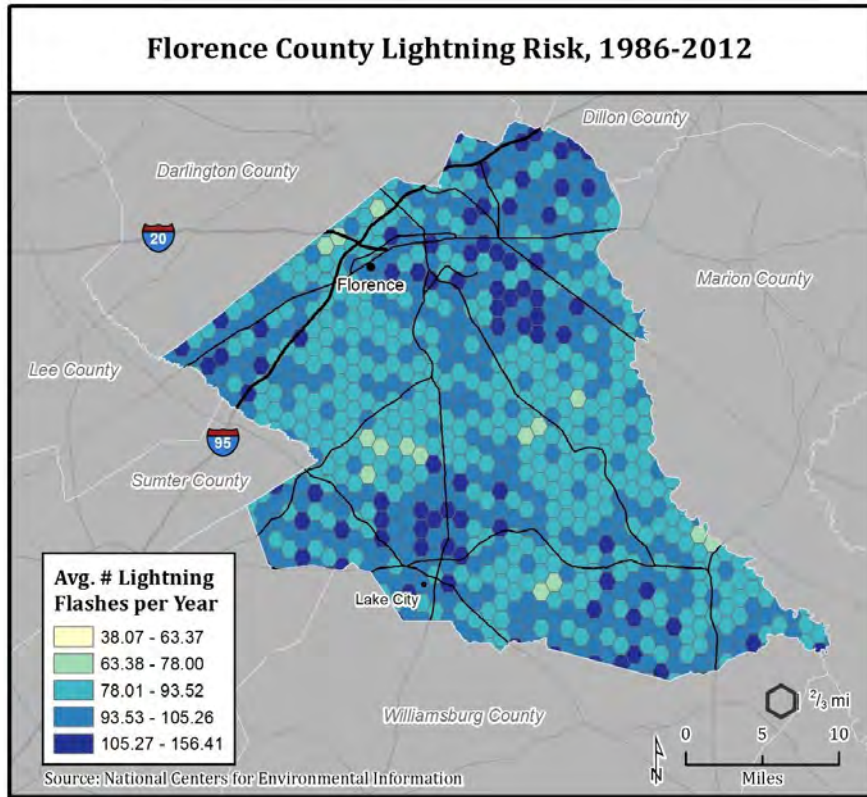 Florence County Lightning Risk, 1986-2012
Dillon County
Darlington County
20
Marion County
Florence
Lee County
95
Sumter County
Avg. # Lightning
Flashes per Year
38.07 - 63.37
63.38 - 78.00
78.01 - 93.52
93.53 - 105.26
105.27 - 156.41
Lake City
Williamsburg County
2/3 mi
0 5 10
Miles
N
Source: National Centers for Environmental Information